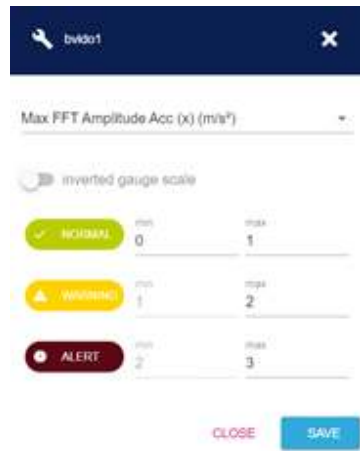 bvido1
Max FFT Amplitude Acc (x) (m/s²)
inverted gauge scale
NORMAL min 0 max 1
WARNING min 1 max 2
ALERT min 2 max 3
CLOSE SAVE